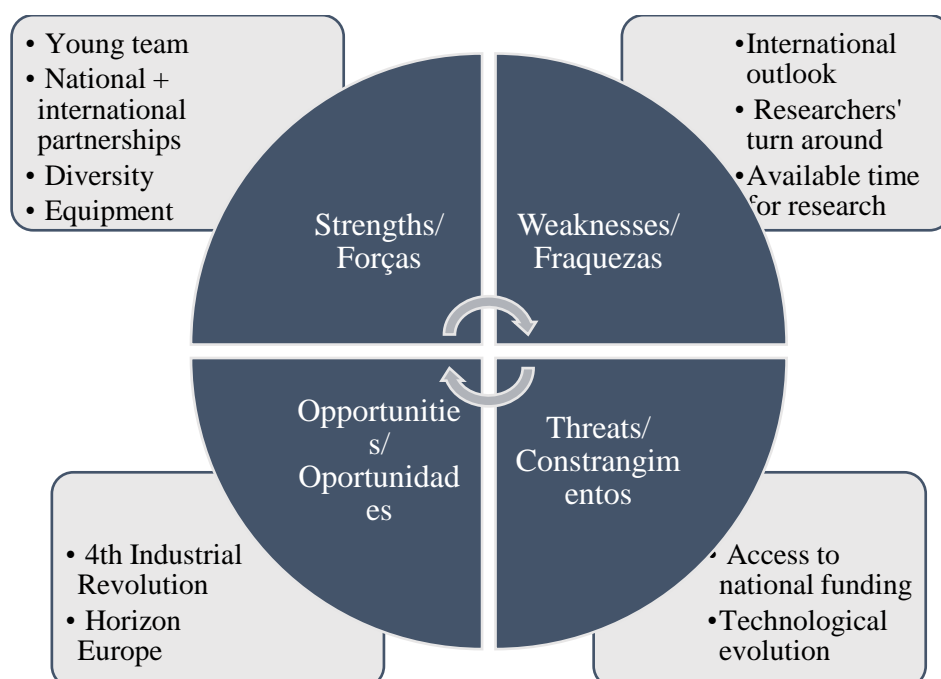 • Young team
• National +
international
partnerships
• Diversity
• Equipment
•International
outlook
• Researchers'
turn around
•Available time
for research
Strengths/
Forças
Weaknesses/
Fraquezas
Opportunitie
s/
Oportunidad
es
Threats/
Constrangim
entos
• 4th Industrial
Revolution
• Horizon
Europe
• Access to
national funding
•Technological
evolution